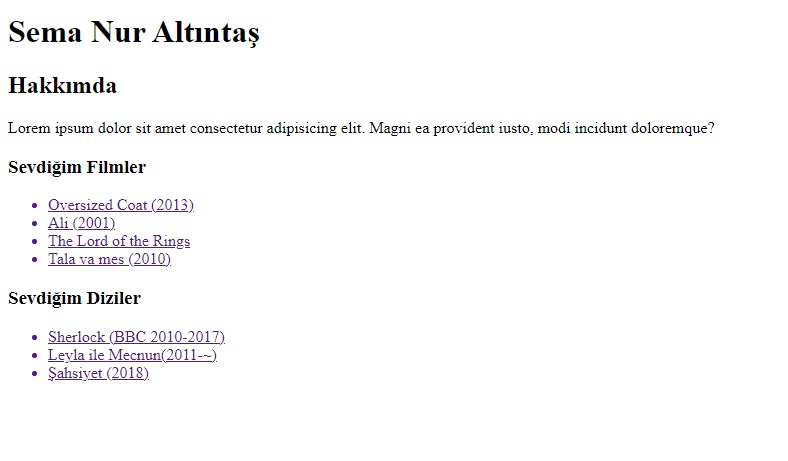 Sema Nur Altıntaş
Hakkımda
Lorem ipsum dolor sit amet consectetur adipisicing elit. Magni ea provident iusto, modi incidunt doloremque?
Sevdiğim Filmler
Oversized Coat (2013)
Ali (2001)
The Lord of the Rings
Tala va mes (2010)
Sevdiğim Diziler
Sherlock (BBC 2010-2017)
Leyla ile Mecnun(2011-~)
Şahsiyet (2018)